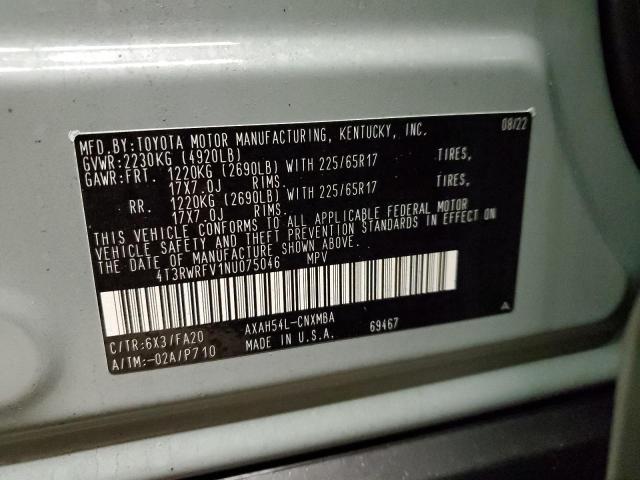 MFD.BY:TOYOTA MOTOR MANUFACTURING, KENTUCKY, INC. 08/22
GVWR:2230KG (4920LB)
GAWR:FRT. 1220KG (2690LB) WITH 225/65R17 TIRES,
17X7.0J RIMS.
RR. 1220KG (2690LB) WITH 225/65R17 TIRES,
17X7.0J RIMS.
THIS VEHICLE CONFORMS TO ALL APPLICABLE FEDERAL MOTOR
VEHICLE SAFETY AND THEFT PREVENTION STANDARDS IN EFFECT ON
THE DATE OF MANUFACTURE SHOWN ABOVE.
4T3RWRFV1NU075046 MPV
C/TR:6X3/FA20 AXAH54L-CNXMBA A
A/TM:-02A/P710 MADE IN U.S.A. 69467